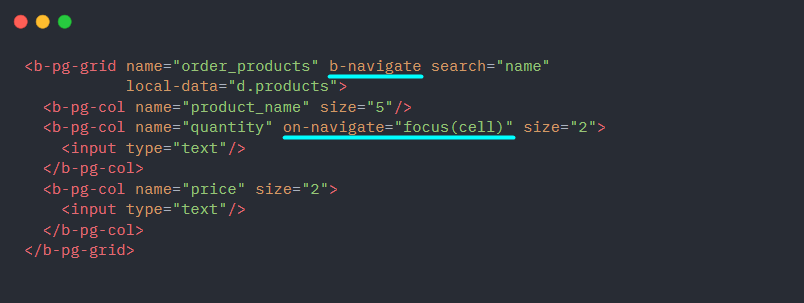 <b-pg-grid name="order_products" b-navigate search="name"
           local-data="d.products">
  <b-pg-col name="product_name" size="5"/>
  <b-pg-col name="quantity" on-navigate="focus(cell)" size="2">
    <input type="text"/>
  </b-pg-col>
  <b-pg-col name="price" size="2">
    <input type="text"/>
  </b-pg-col>
</b-pg-grid>